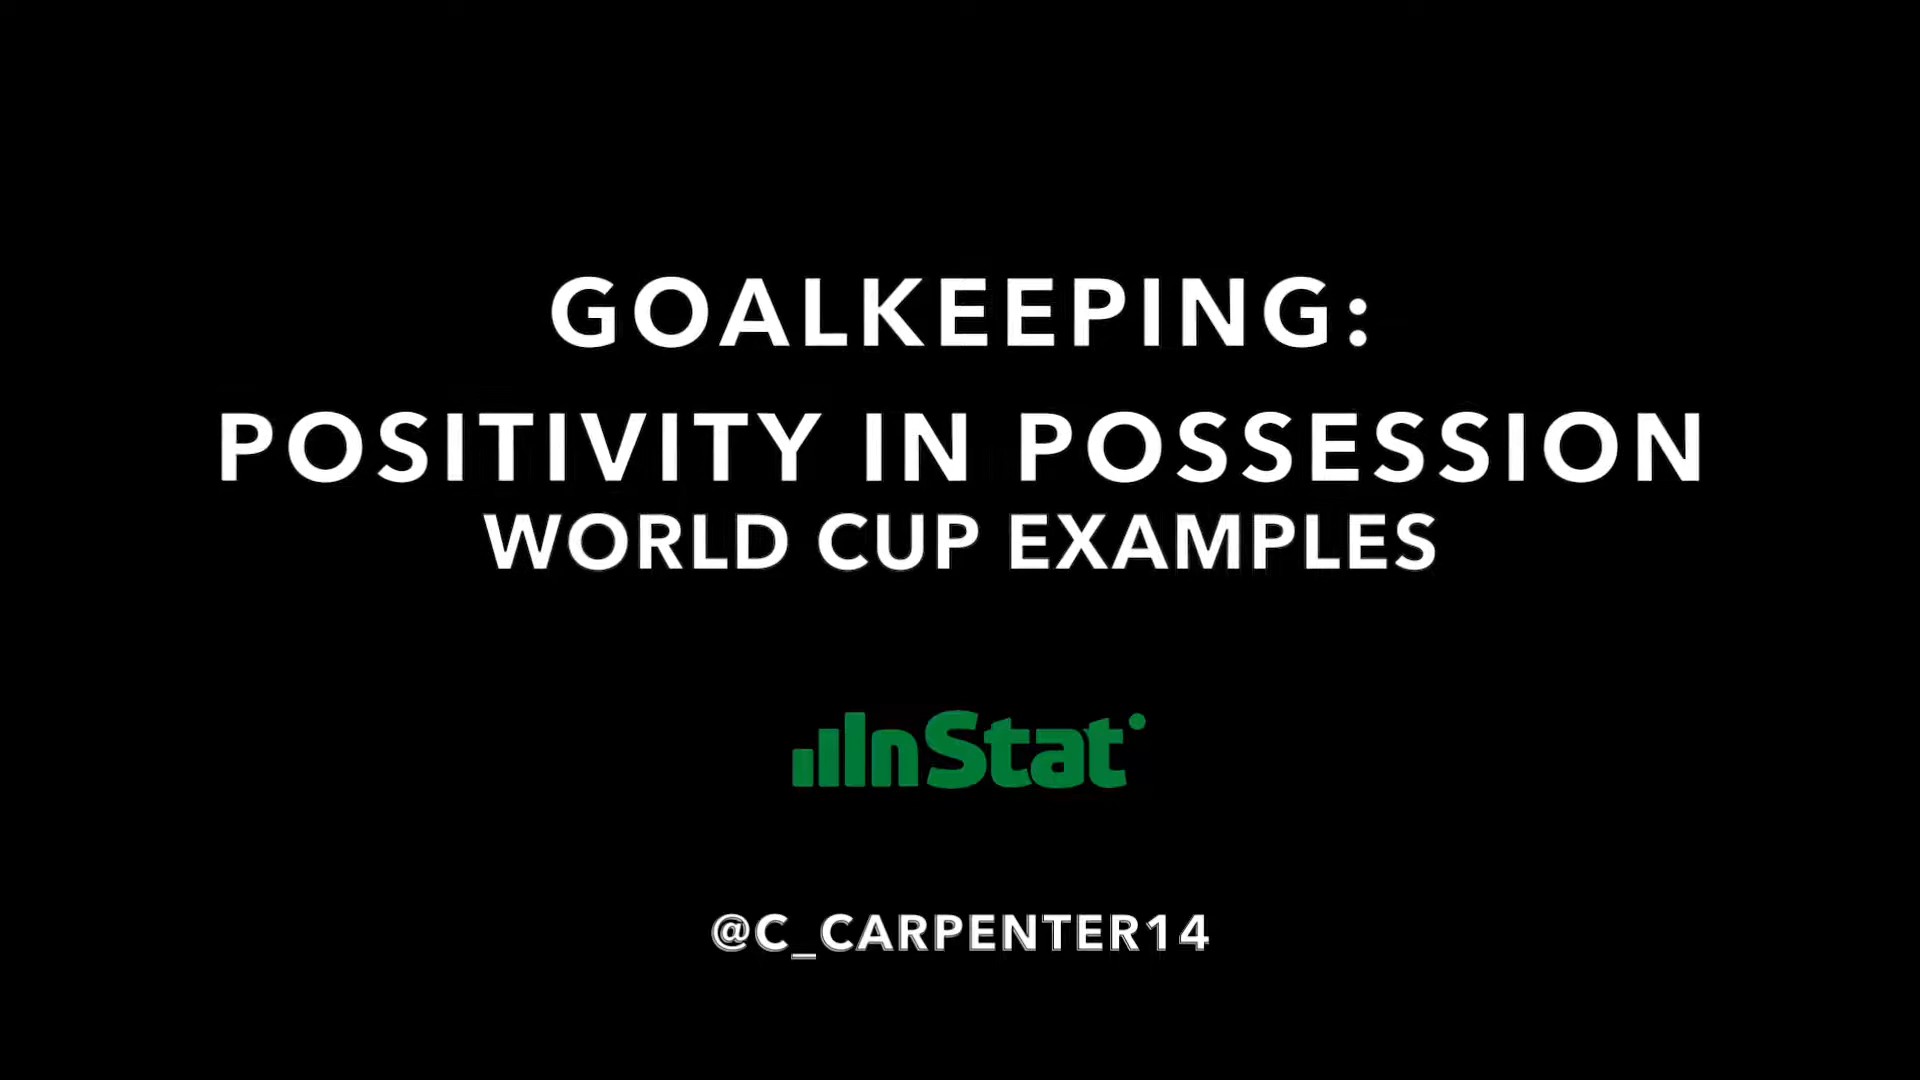 GOALKEEPING:
POSITIVITY IN POSSESSION
WORLD CUP EXAMPLES
InStat
@C_CARPENTER14